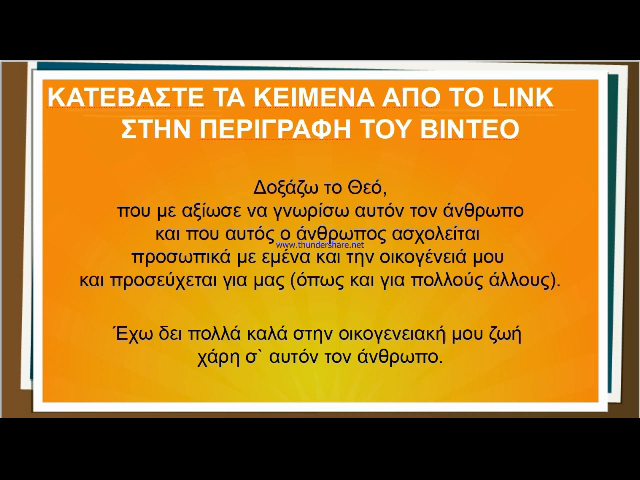 ΚΑΤΕΒΑΣΤΕ ΤΑ ΚΕΙΜΕΝΑ ΑΠΟ ΤΟ LINK
ΣΤΗΝ ΠΕΡΙΓΡΑΦΗ ΤΟΥ ΒΙΝΤΕΟ
Δοξάζω το Θεό,
που με αξίωσε να γνωρίσω αυτόν τον άνθρωπο
και που αυτός ο άνθρωπος ασχολείται
www.thundershare.net
προσωπικά με εμένα και την οικογένειά μου
και προσεύχεται για μας (όπως και για πολλούς άλλους).
Έχω δει πολλά καλά στην οικογενειακή μου ζωή
χάρη σ` αυτόν τον άνθρωπο.